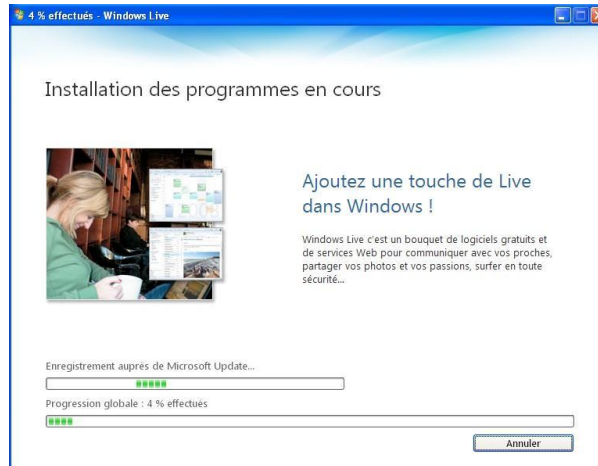 4 % effectués - Windows Live
Installation des programmes en cours
Ajoutez une touche de Live
dans Windows !
Windows Live c'est un bouquet de logiciels gratuits et
de services Web pour communiquer avec vos proches,
partager vos photos et vos passions, surfer en toute
sécurité...
Enregistrement auprès de Microsoft Update...
Progression globale : 4 % effectués
Annuler